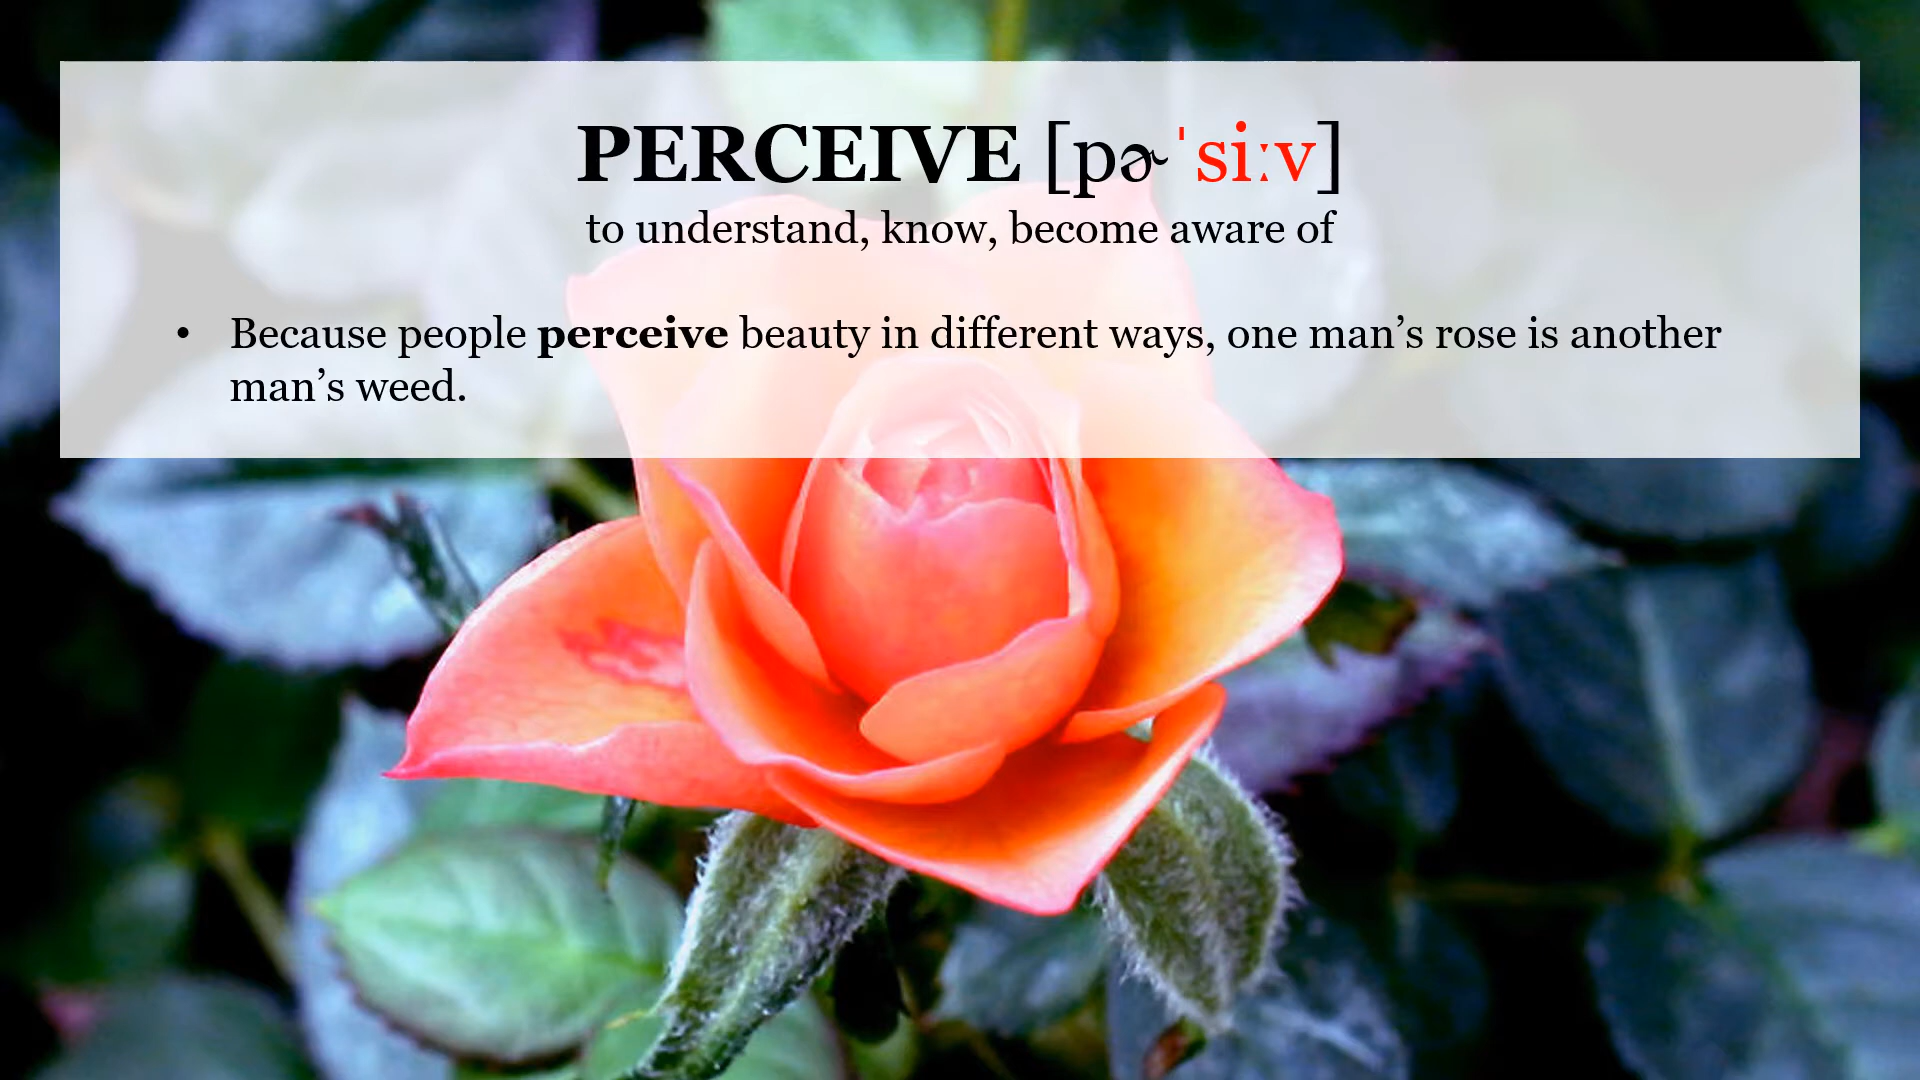 PERCEIVE [pɚˈsiːv]
to understand, know, become aware of
• Because people perceive beauty in different ways, one man’s rose is another
man’s weed.